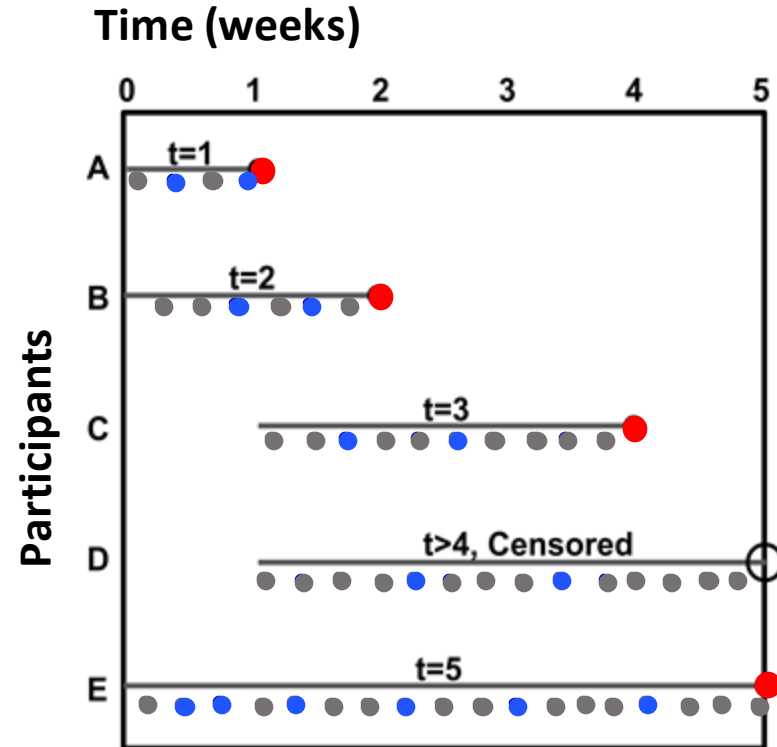 Time (weeks)
0 1 2 3 4 5
A t=1
B t=2
Participants
C t=3
D t>4, Censored
E t=5